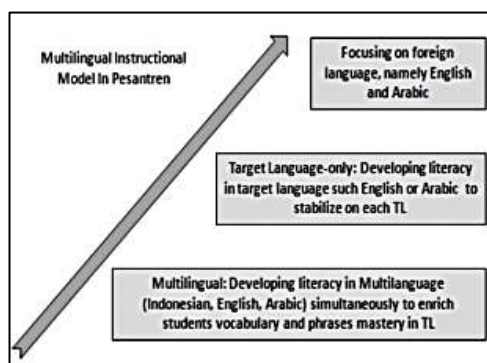 Multilingual Instructional
Model In Pesantren
Focusing on foreign
language, namely English
and Arabic
Target Language-only: Developing literacy
in target language such English or Arabic to
stabilize on each TL
Multilingual: Developing literacy in Multilanguage
(Indonesian, English, Arabic) simultaneously to enrich
students vocabulary and phrases mastery in TL